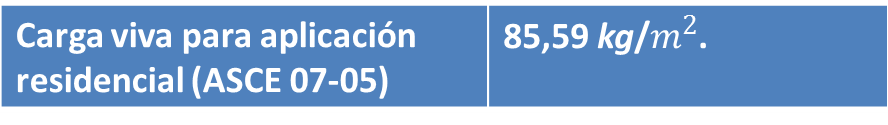 Carga viva para aplicación
residencial (ASCE 07-05)
85,59 kg/m².